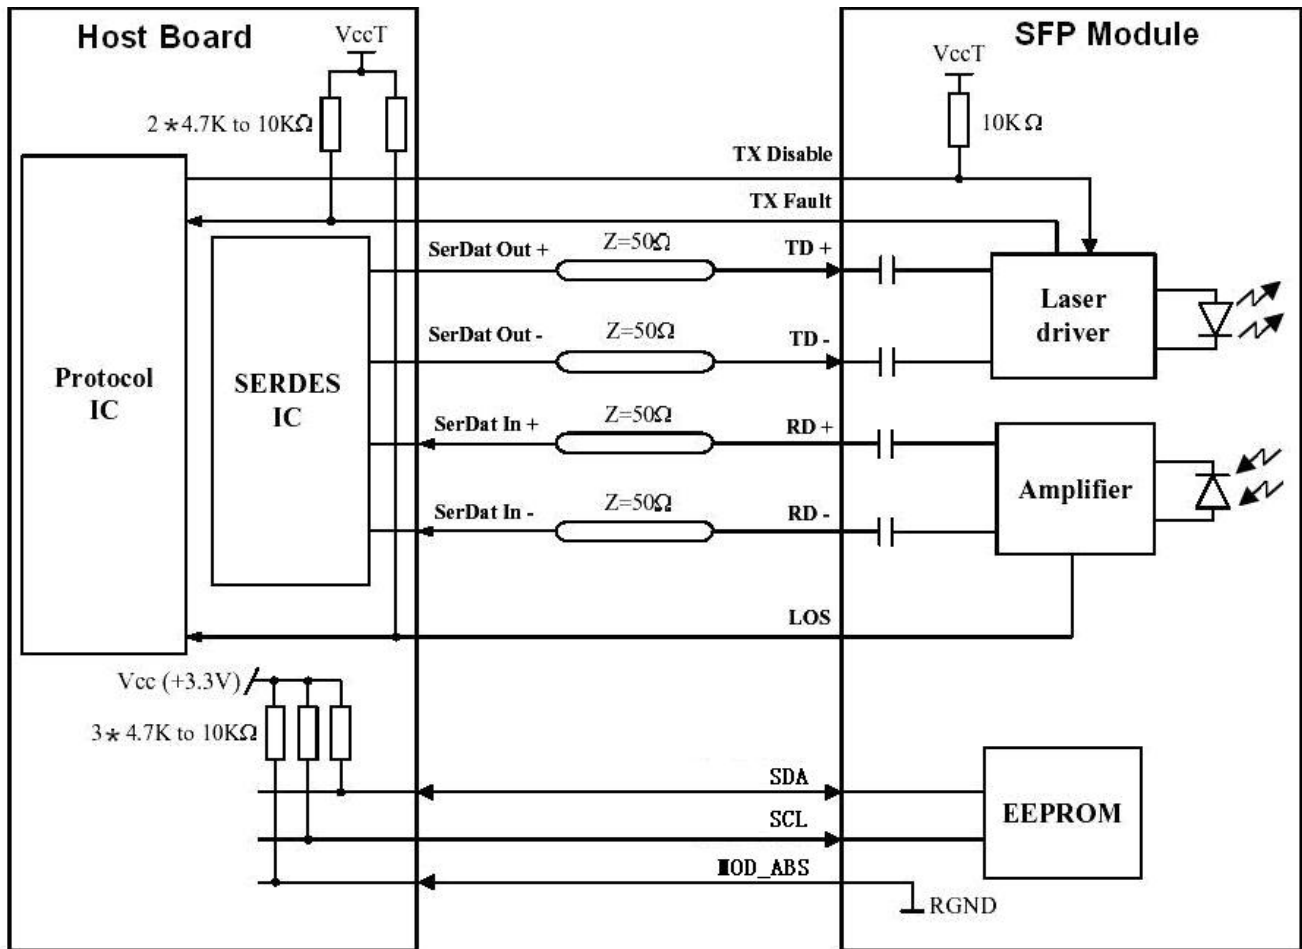 Host Board
SFP Module
VccT
VccT
2*4.7K to 10KΩ
10KΩ
TX Disable
TX Fault
SerDat Out +
Z=50Ω
TD +
Laser
driver
SerDat Out -
Z=50Ω
TD -
Protocol
IC
SERDES
IC
SerDat In +
Z=50Ω
RD +
Amplifier
SerDat In -
Z=50Ω
RD -
LOS
Vcc (+3.3V)
3*4.7K to 10KΩ
SDA
SCL
EEPROM
MOD_ABS
RGND